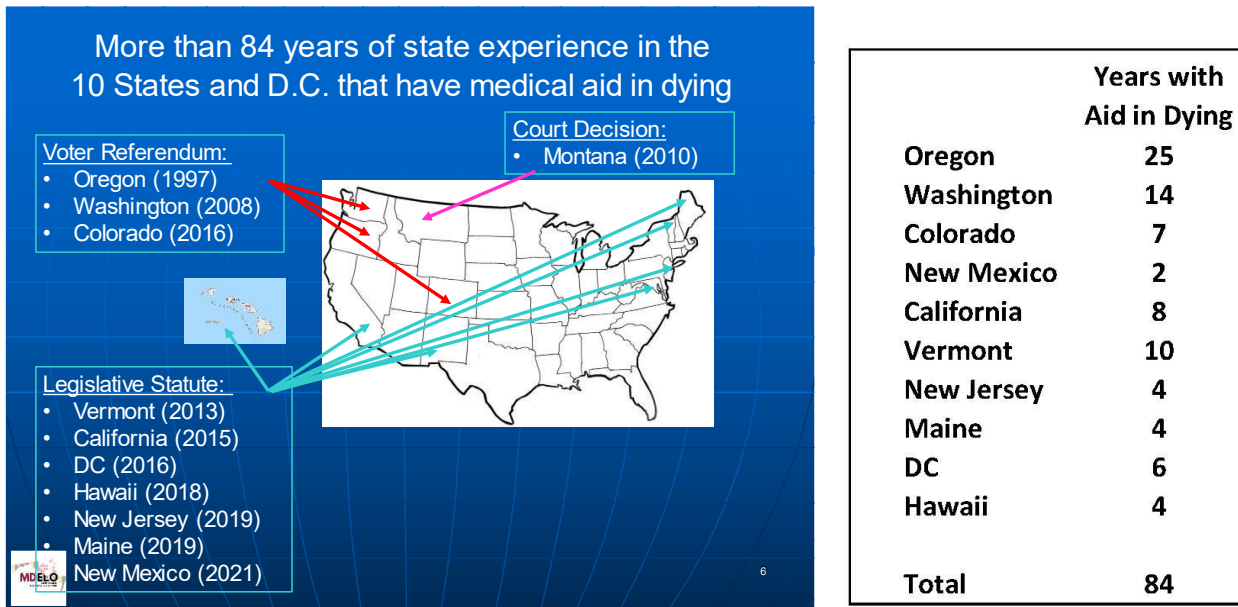 More than 84 years of state experience in the
10 States and D.C. that have medical aid in dying
Voter Referendum:
• Oregon (1997)
• Washington (2008)
• Colorado (2016)
Court Decision:
• Montana (2010)
Legislative Statute:
• Vermont (2013)
• California (2015)
• DC (2016)
• Hawaii (2018)
• New Jersey (2019)
• Maine (2019)
• New Mexico (2021)
MDELO
6
Years with
Aid in Dying
Oregon 25
Washington 14
Colorado 7
New Mexico 2
California 8
Vermont 10
New Jersey 4
Maine 4
DC 6
Hawaii 4
Total 84